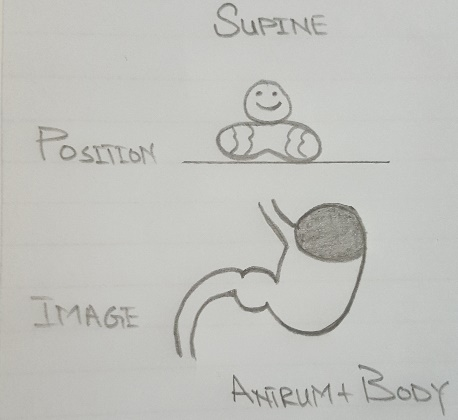 SUPINE
POSITION
IMAGE
ANTRUM + BODY